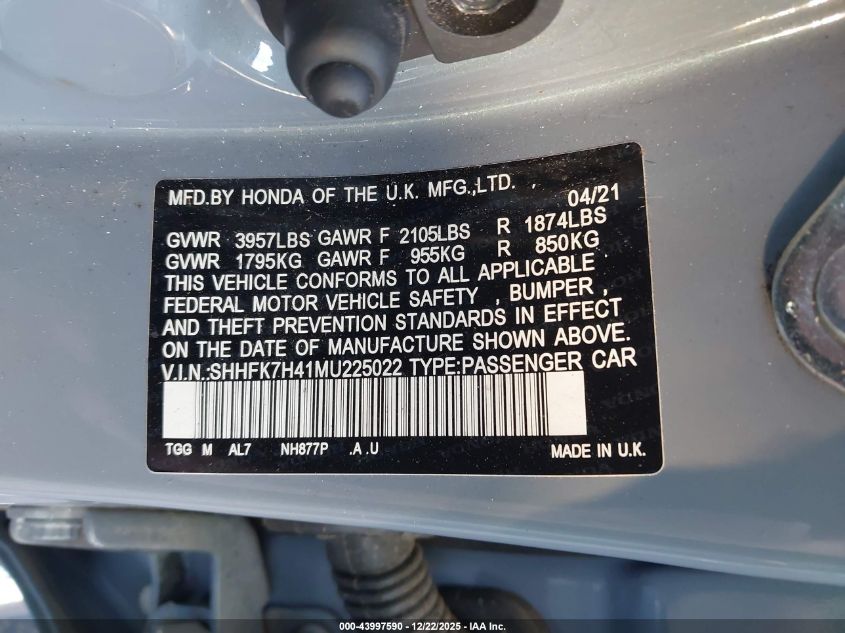 MFD.BY HONDA OF THE U.K. MFG.,LTD. 04/21
GVWR 3957LBS GAWR F 2105LBS R 1874LBS
GVWR 1795KG GAWR F 955KG R 850KG
THIS VEHICLE CONFORMS TO ALL APPLICABLE
FEDERAL MOTOR VEHICLE SAFETY , BUMPER ,
AND THEFT PREVENTION STANDARDS IN EFFECT
ON THE DATE OF MANUFACTURE SHOWN ABOVE.
V.I.N.:SHHFK7H41MU225022 TYPE:PASSENGER CAR
TGG M AL7 NH877P .A .U MADE IN U.K.
000-43997590 - 12/22/2025 - IAA Inc.